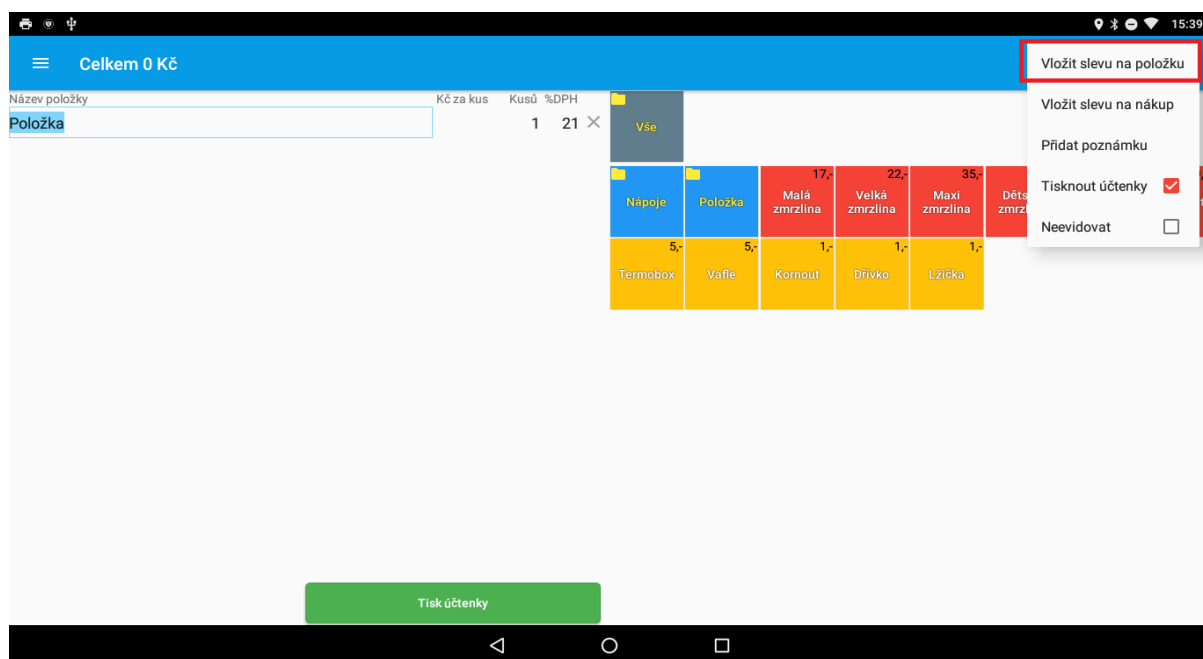 15:39
Celkem 0 Kč
Vložit slevu na položku
Vložit slevu na nákup
Přidat poznámku
Tisknout účtenky
Neevidovat
Název položky Kč za kus Kusů %DPH
Položka 1 21
Vše
Nápoje
Položka
17,-
Malá
zmrzlina
22,-
Velká
zmrzlina
35,-
Maxi
zmrzlina
5,-
Termobox
5,-
Vafle
1,-
Kornout
1,-
Dřívko
1,-
Lžička
Tisk účtenky